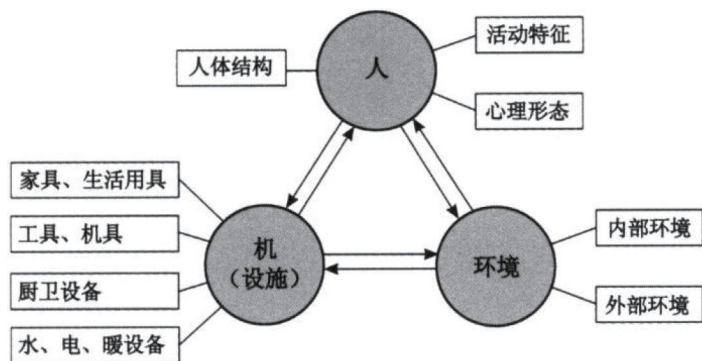 活动特征
人体结构
人
心理形态
家具、生活用具
工具、机具
机
（设施）
厨卫设备
水、电、暖设备
环境
内部环境
外部环境